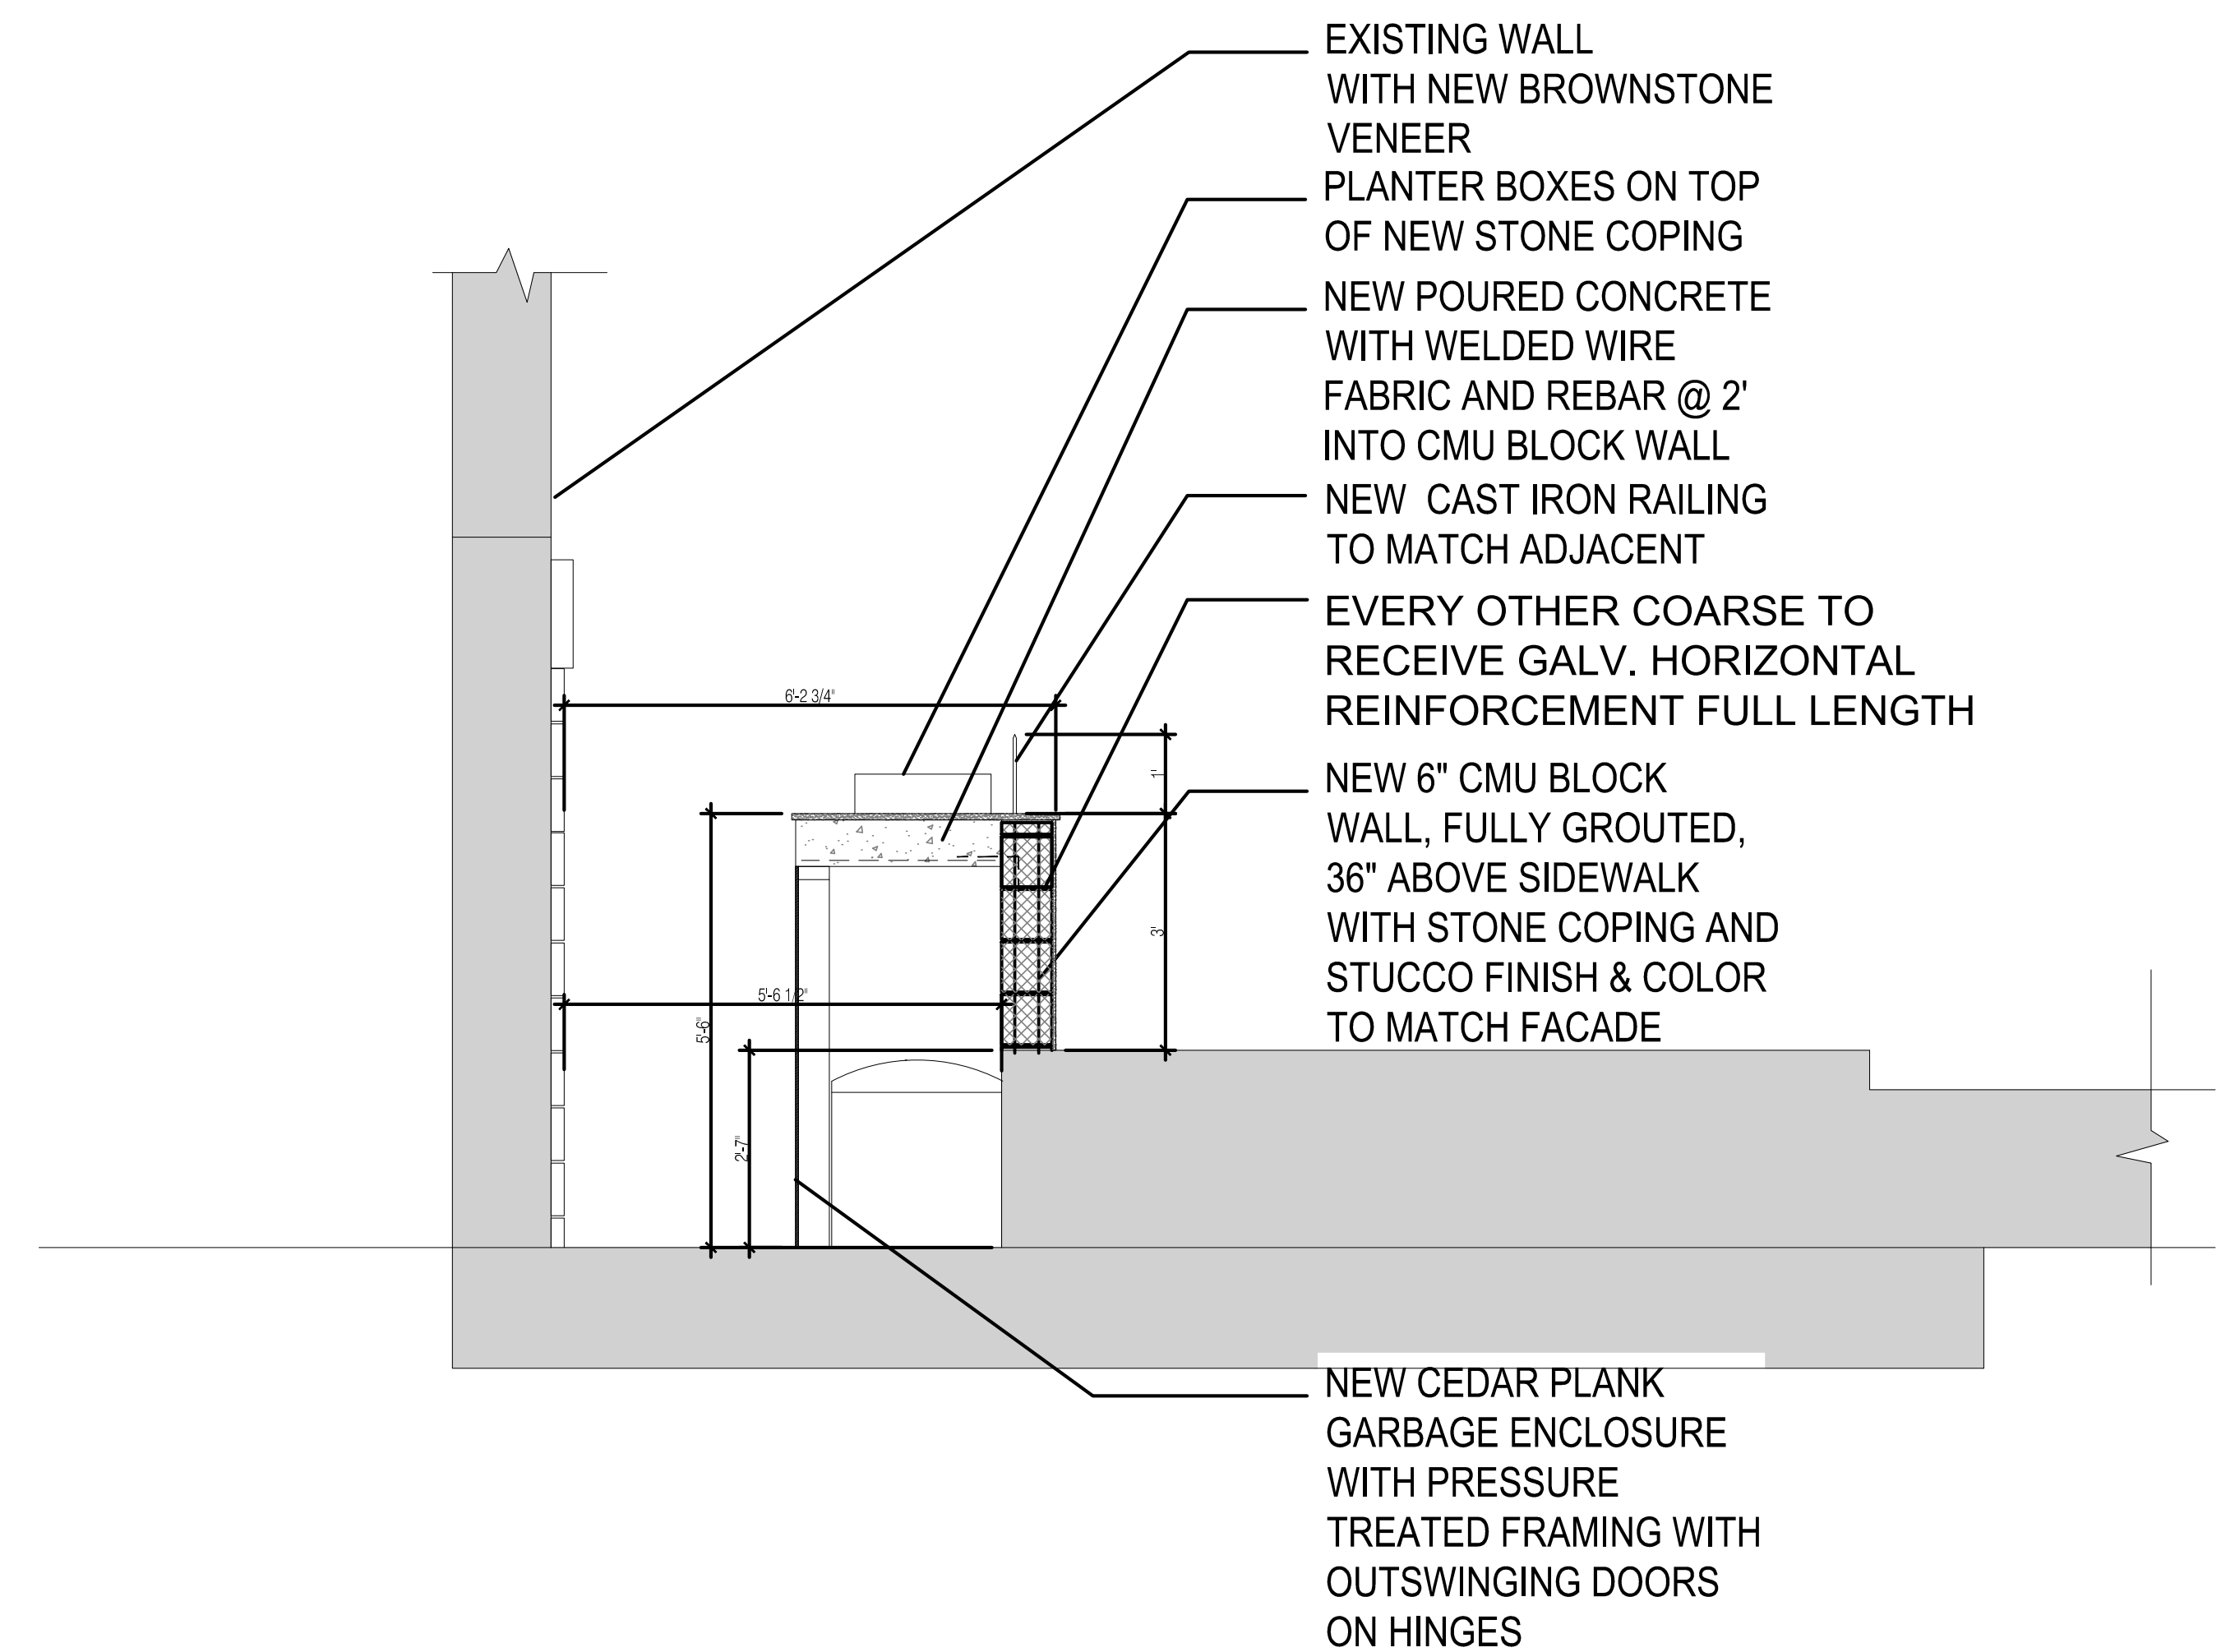 EXISTING WALL
WITH NEW BROWNSTONE
VENEER
PLANTER BOXES ON TOP
OF NEW STONE COPING
NEW POURED CONCRETE
WITH WELDED WIRE
FABRIC AND REBAR @ 2'
INTO CMU BLOCK WALL
NEW CAST IRON RAILING
TO MATCH ADJACENT
EVERY OTHER COARSE TO
RECEIVE GALV. HORIZONTAL
REINFORCEMENT FULL LENGTH
NEW 6" CMU BLOCK
WALL, FULLY GROUTED,
36" ABOVE SIDEWALK
WITH STONE COPING AND
STUCCO FINISH & COLOR
TO MATCH FACADE
6'-2 3/4"
1'
3'
5'-6 1/2"
5'-6"
2'-7"
NEW CEDAR PLANK
GARBAGE ENCLOSURE
WITH PRESSURE
TREATED FRAMING WITH
OUTSWINGING DOORS
ON HINGES